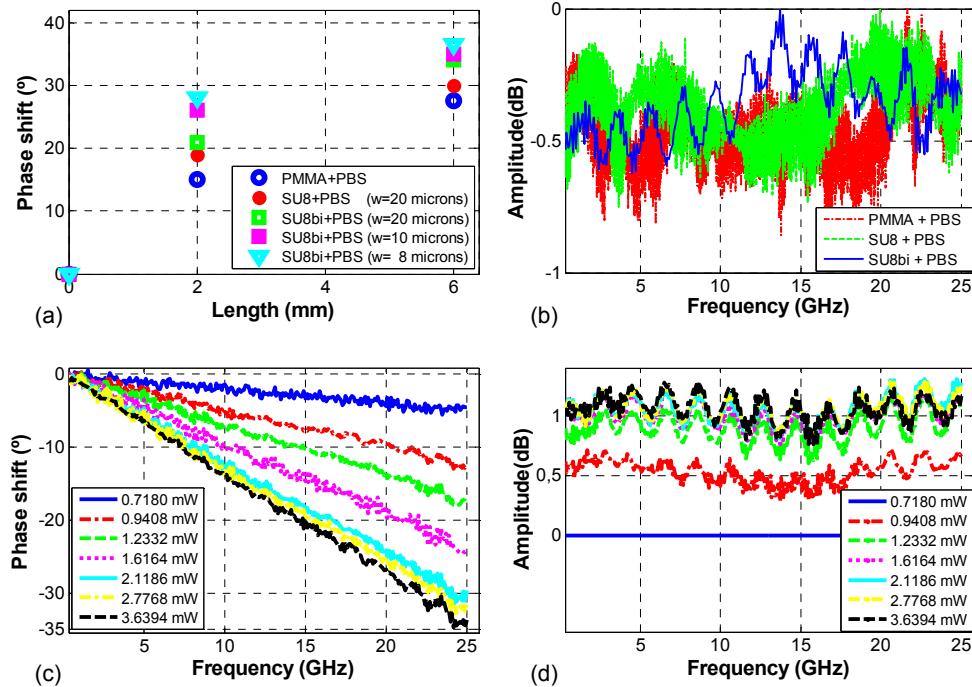 40
30
20
10
0
0
2
4
6
Phase shift (º)
PMMA+PBS
SU8+PBS (w=20 microns)
SU8bi+PBS (w=20 microns)
SU8bi+PBS (w=10 microns)
SU8bi+PBS (w= 8 microns)
Length (mm)
(a)
0
-0.5
-1
Amplitude(dB)
PMMA + PBS
SU8 + PBS
SU8bi + PBS
5
10
15
20
25
Frequency (GHz)
(b)
0
-5
-10
-20
-30
-35
Phase shift (º)
0.7180 mW
0.9408 mW
1.2332 mW
1.6164 mW
2.1186 mW
2.7768 mW
3.6394 mW
5
10
15
20
25
Frequency (GHz)
(c)
1
0,5
0
Amplitude(dB)
0.7180 mW
0.9408 mW
1.2332 mW
1.6164 mW
2.1186 mW
2.7768 mW
3.6394 mW
5
10
15
20
25
Frequency (GHz)
(d)